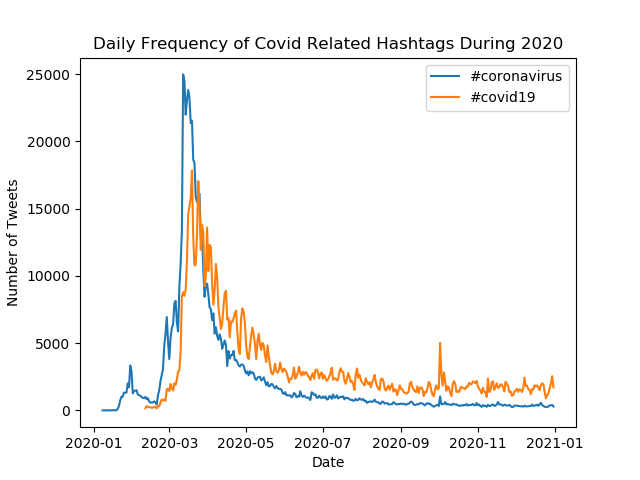 Daily Frequency of Covid Related Hashtags During 2020
#coronavirus
#covid19
Number of Tweets
25000
20000
15000
10000
5000
0
2020-01 2020-03 2020-05 2020-07 2020-09 2020-11 2021-01
Date